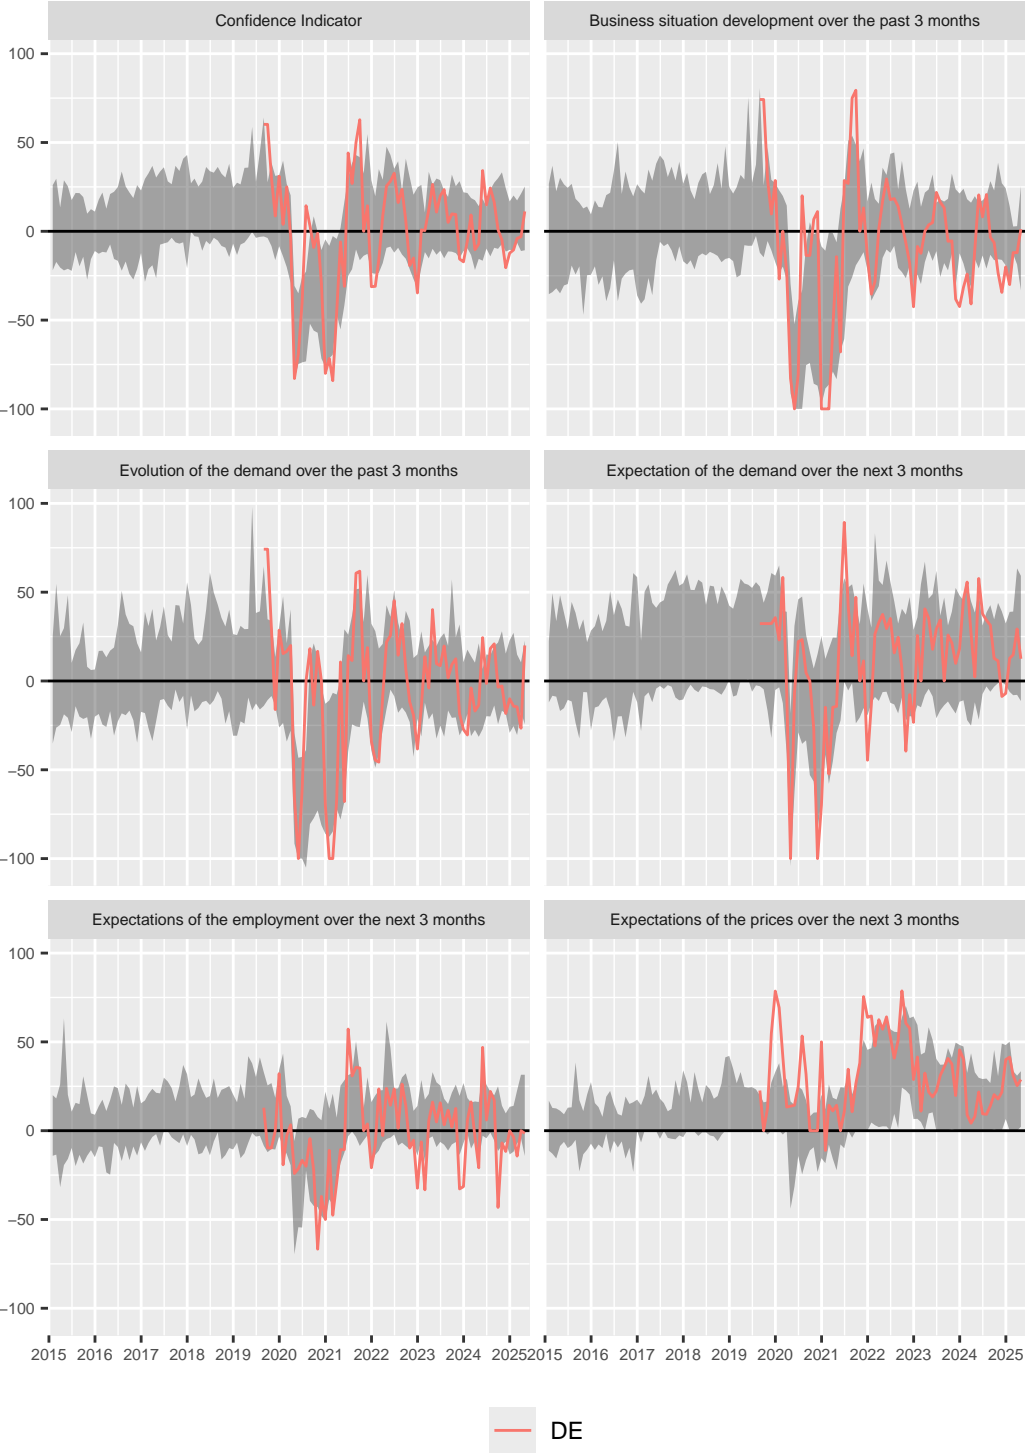 Confidence Indicator
Business situation development over the past 3 months
100
50
0
−50
−100
Evolution of the demand over the past 3 months
Expectation of the demand over the next 3 months
100
50
0
−50
−100
Expectations of the employment over the next 3 months
Expectations of the prices over the next 3 months
100
50
0
−50
−100
2015 2016 2017 2018 2019 2020 2021 2022 2023 2024 2025
2015 2016 2017 2018 2019 2020 2021 2022 2023 2024 2025
DE